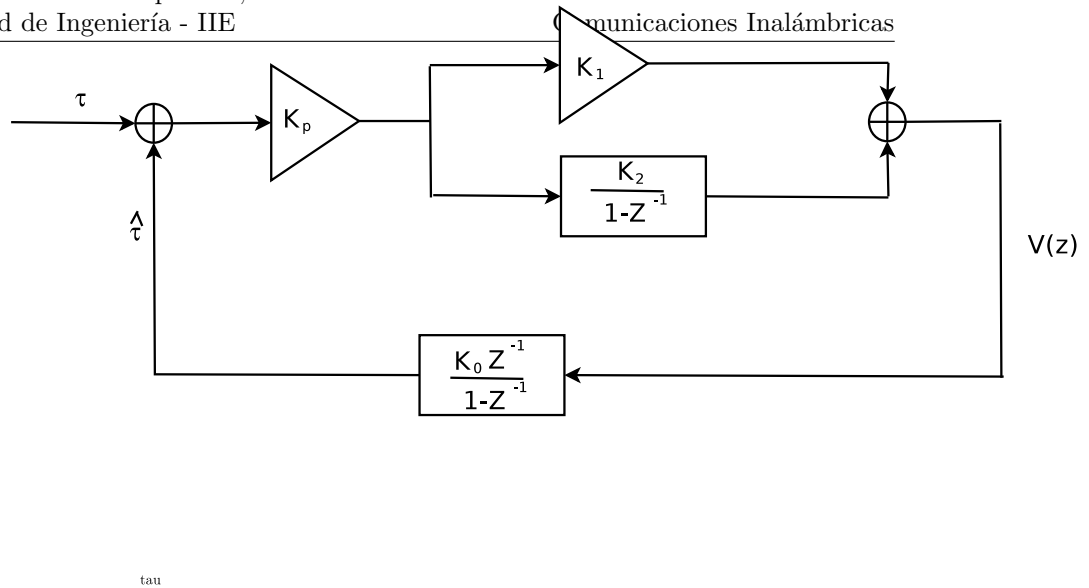 d de Ingeniería - IIE
municaciones Inalámbricas
τ
K₁
Kₚ
K₂
1-Z⁻¹
τ̂
V(z)
K₀ Z⁻¹
1-Z⁻¹
tau